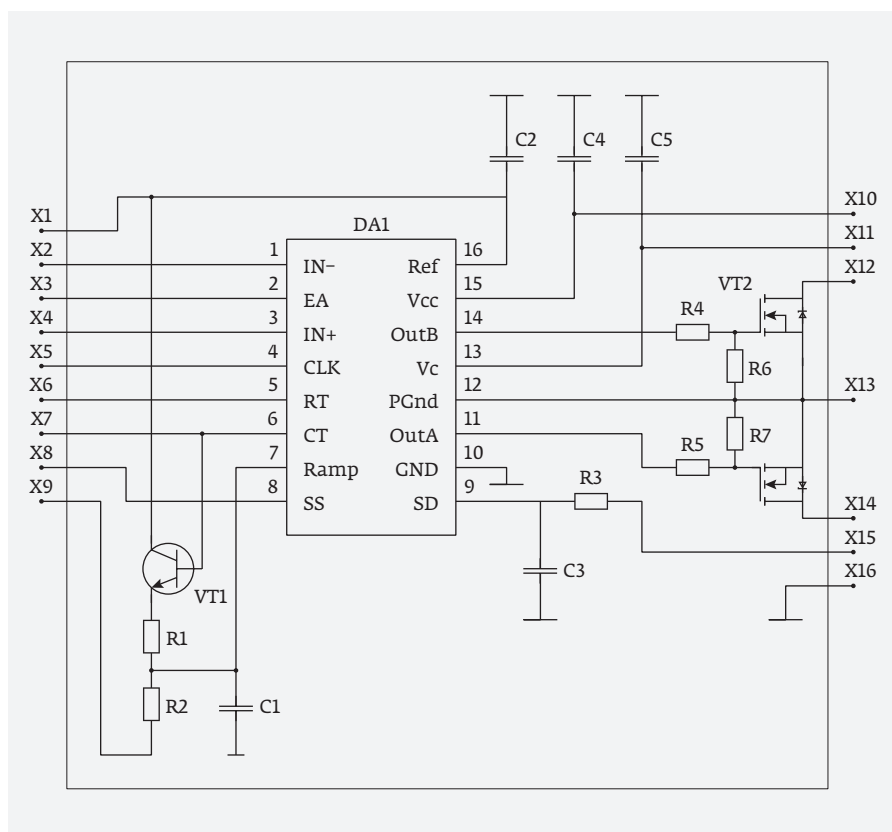 C2 C4 C5
X1 X10
DA1 X11
X2 1 IN− Ref 16 X12
X3 2 EA Vcc 15 VT2
X4 3 IN+ OutB 14 R4
X5 4 CLK Vc 13 R6
X6 5 RT PGnd 12 X13
X7 6 CT OutA 11 R5 R7
X8 7 Ramp GND 10 R3
X9 8 SS SD 9 X14
X15
C3 X16
VT1
R1
R2 C1